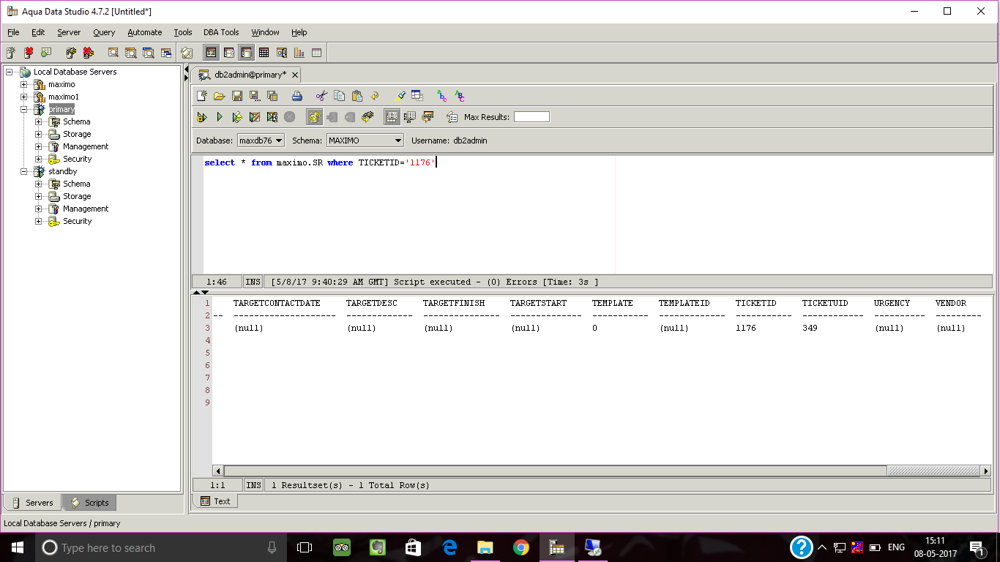 Aqua Data Studio 4.7.2 [Untitled*]
File Edit Server Query Automate Tools DBA Tools Window Help
Local Database Servers
maximo
maximo1
primary
Schema
Storage
Management
Security
standby
Schema
Storage
Management
Security
db2admin@primary*
Max Results:
Database: maxdb76 Schema: MAXIMO Username: db2admin
select * from maximo.SR where TICKETID='1176'
1:46 INS [5/8/17 9:40:29 AM GMT] Script executed - (0) Errors [Time: 3s ]
1 TARGETCONTACTDATE TARGETDESC TARGETFINISH TARGETSTART TEMPLATE TEMPLATEID TICKETID TICKETUID URGENCY VENDOR
2 -- -------------------- ---------- --------------- -------------- ----------- ------------- ----------- ------------ ---------- ---------
3 (null) (null) (null) (null) 0 (null) 1176 349 (null) (null)
4
5
6
7
8
9
1:1 INS 1 Resultset(s) - 1 Total Row(s)
Servers Scripts
Text
Local Database Servers / primary
Type here to search
ENG
15:11
08-05-2017
1